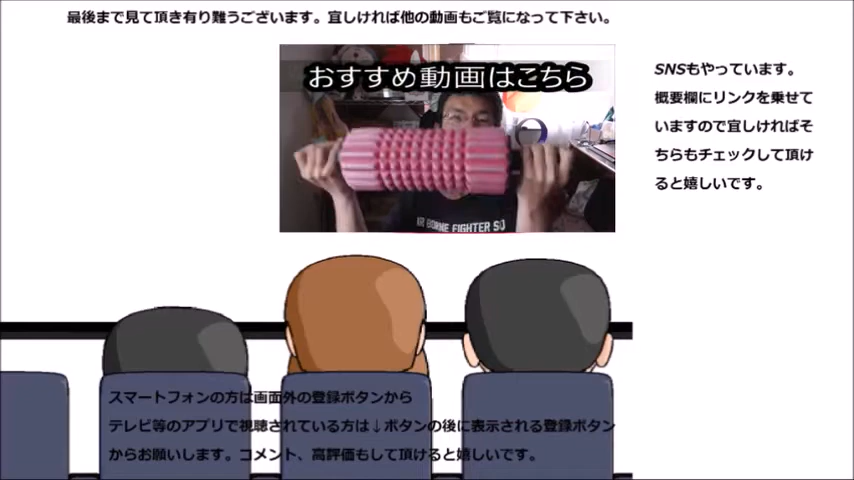 最後まで見て頂き有り難うございます。宜しければ他の動画もご覧になって下さい。
おすすめ動画はこちら
SNSもやっています。
概要欄にリンクを乗せて
いますので宜しければそ
ちらもチェックして頂け
ると嬉しいです。
BORNE FIGHTER SQ
スマートフォンの方は画面外の登録ボタンから
テレビ等のアプリで視聴されている方は↓ボタンの後に表示される登録ボタン
からお願いします。コメント、高評価もして頂けると嬉しいです。